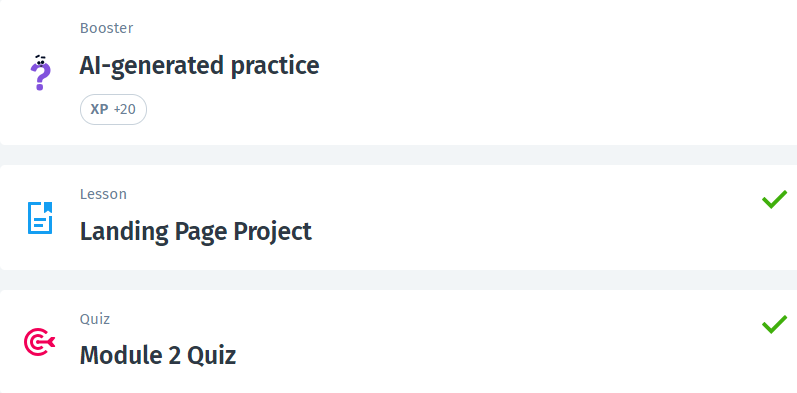 Booster
AI-generated practice
XP +20
Lesson
Landing Page Project
Quiz
Module 2 Quiz